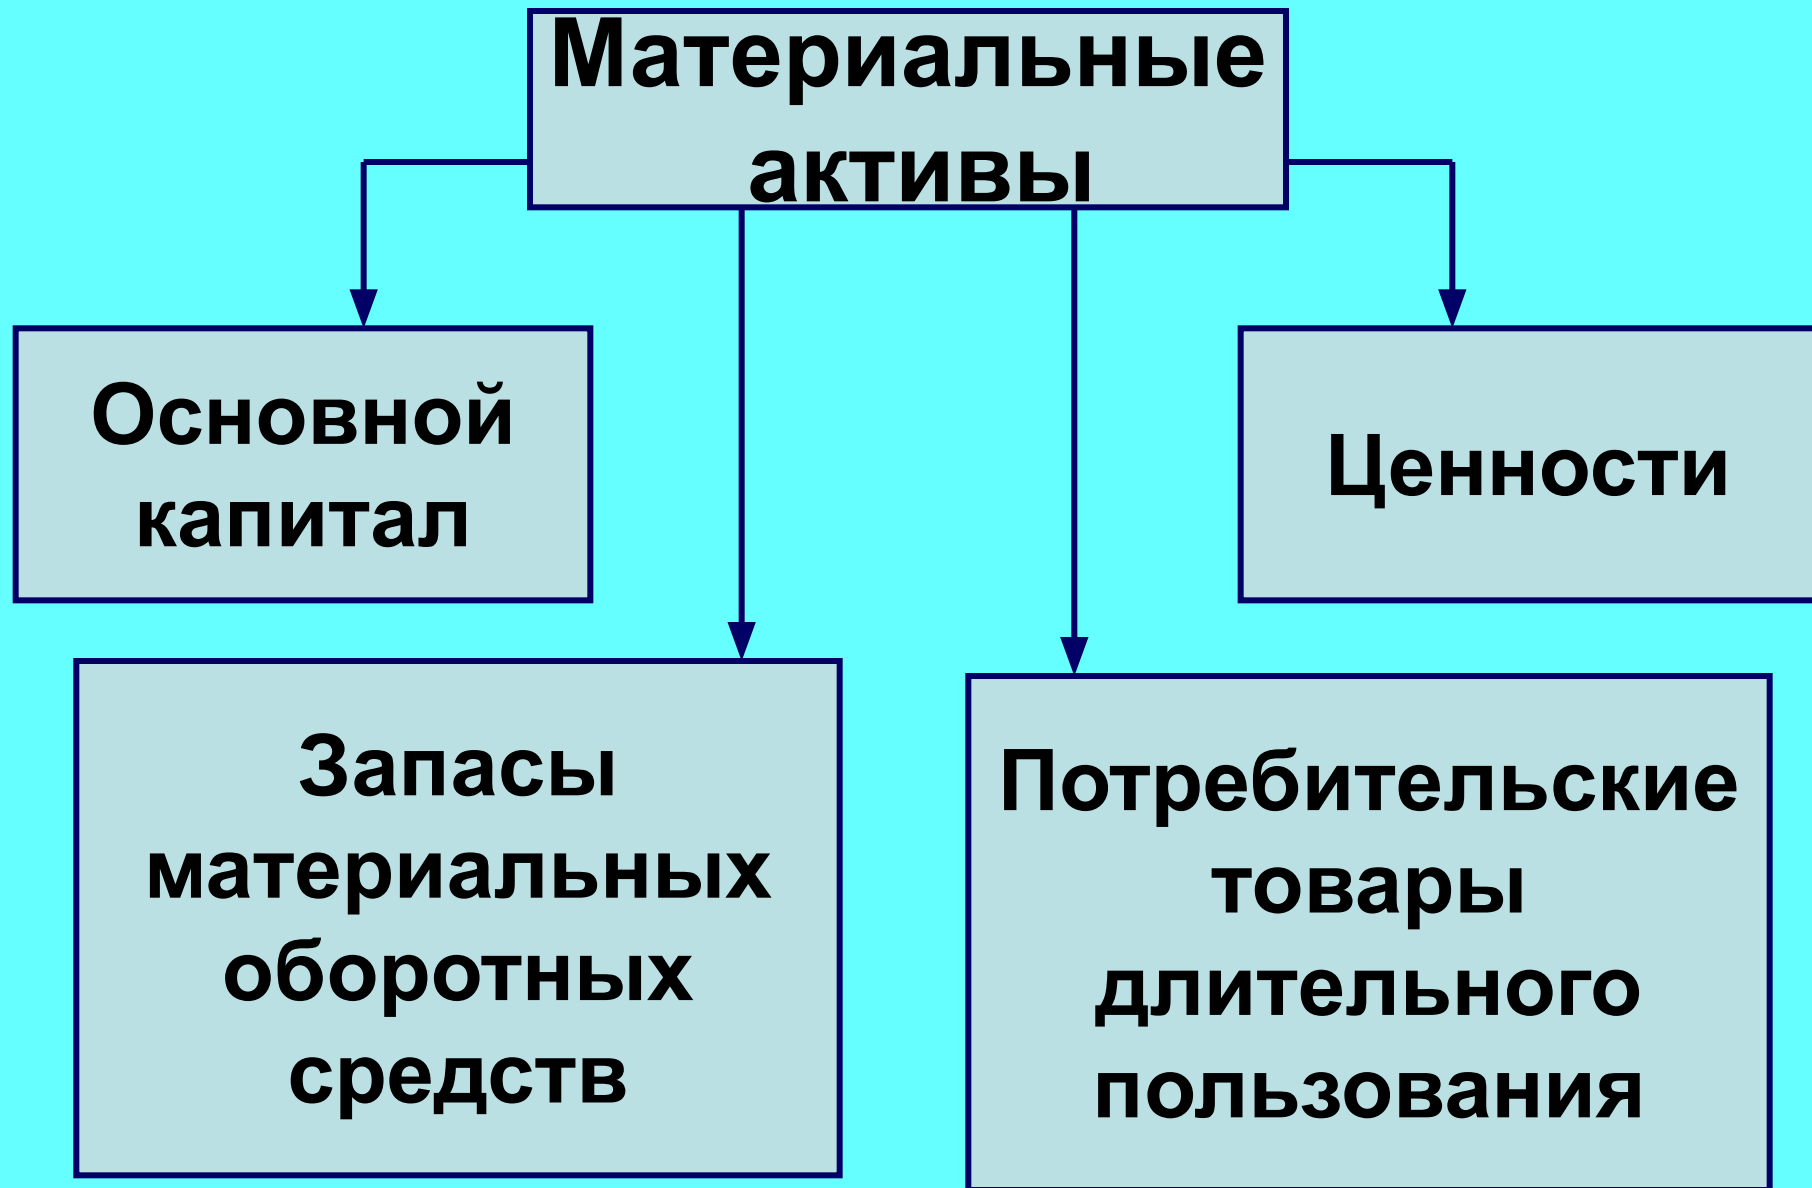 Материальные
активы
Основной
капитал
Ценности
Запасы
материальных
оборотных
средств
Потребительские
товары
длительного
пользования